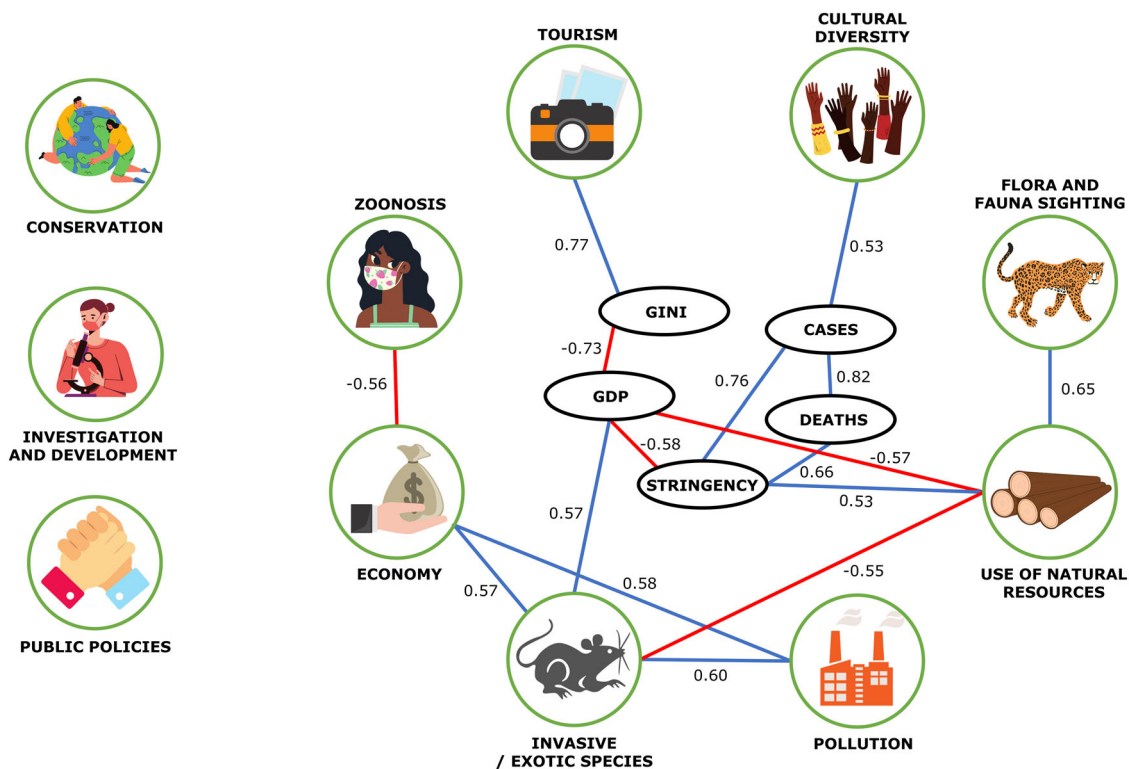 TOURISM
CULTURAL
DIVERSITY
ZOONOSIS
FLORA AND
FAUNA SIGHTING
CONSERVATION
0.77
0.53
GINI
CASES
-0.73
0.76
0.82
0.65
-0.56
GDP
DEATHS
INVESTIGATION
AND DEVELOPMENT
-0.58
-0.57
0.66
STRINGENCY
0.53
$
0.57
ECONOMY
0.58
-0.55
USE OF NATURAL
RESOURCES
0.57
PUBLIC POLICIES
0.60
INVASIVE
/ EXOTIC SPECIES
POLLUTION